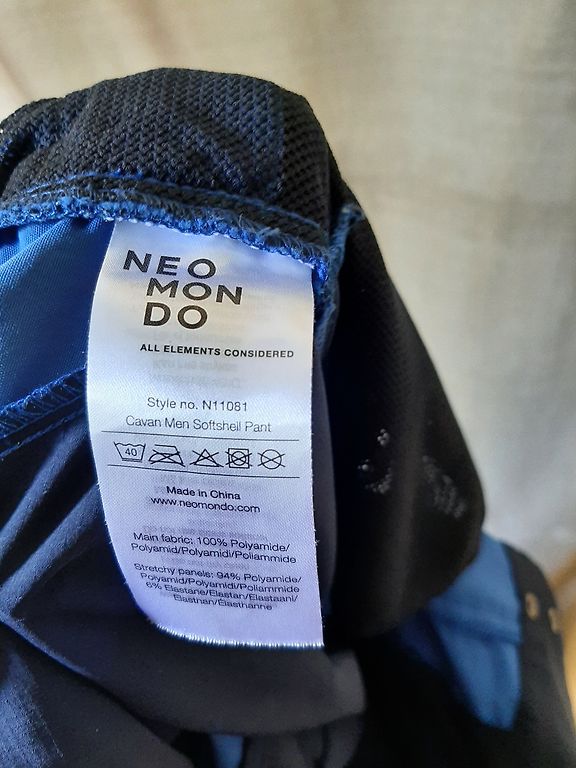 NEO
MON
DO
ALL ELEMENTS CONSIDERED
Style no. N11081
Cavan Men Softshell Pant
40
Made in China
www.neomondo.com
Main fabric: 100% Polyamide/
Polyamid/Polyamidi/Poliammide
Stretchy panels: 94% Polyamide/
Polyamid/Polyamidi/Poliammide
6% Elastane/Elastan/Elastaani/
Elasthan/Élasthanne